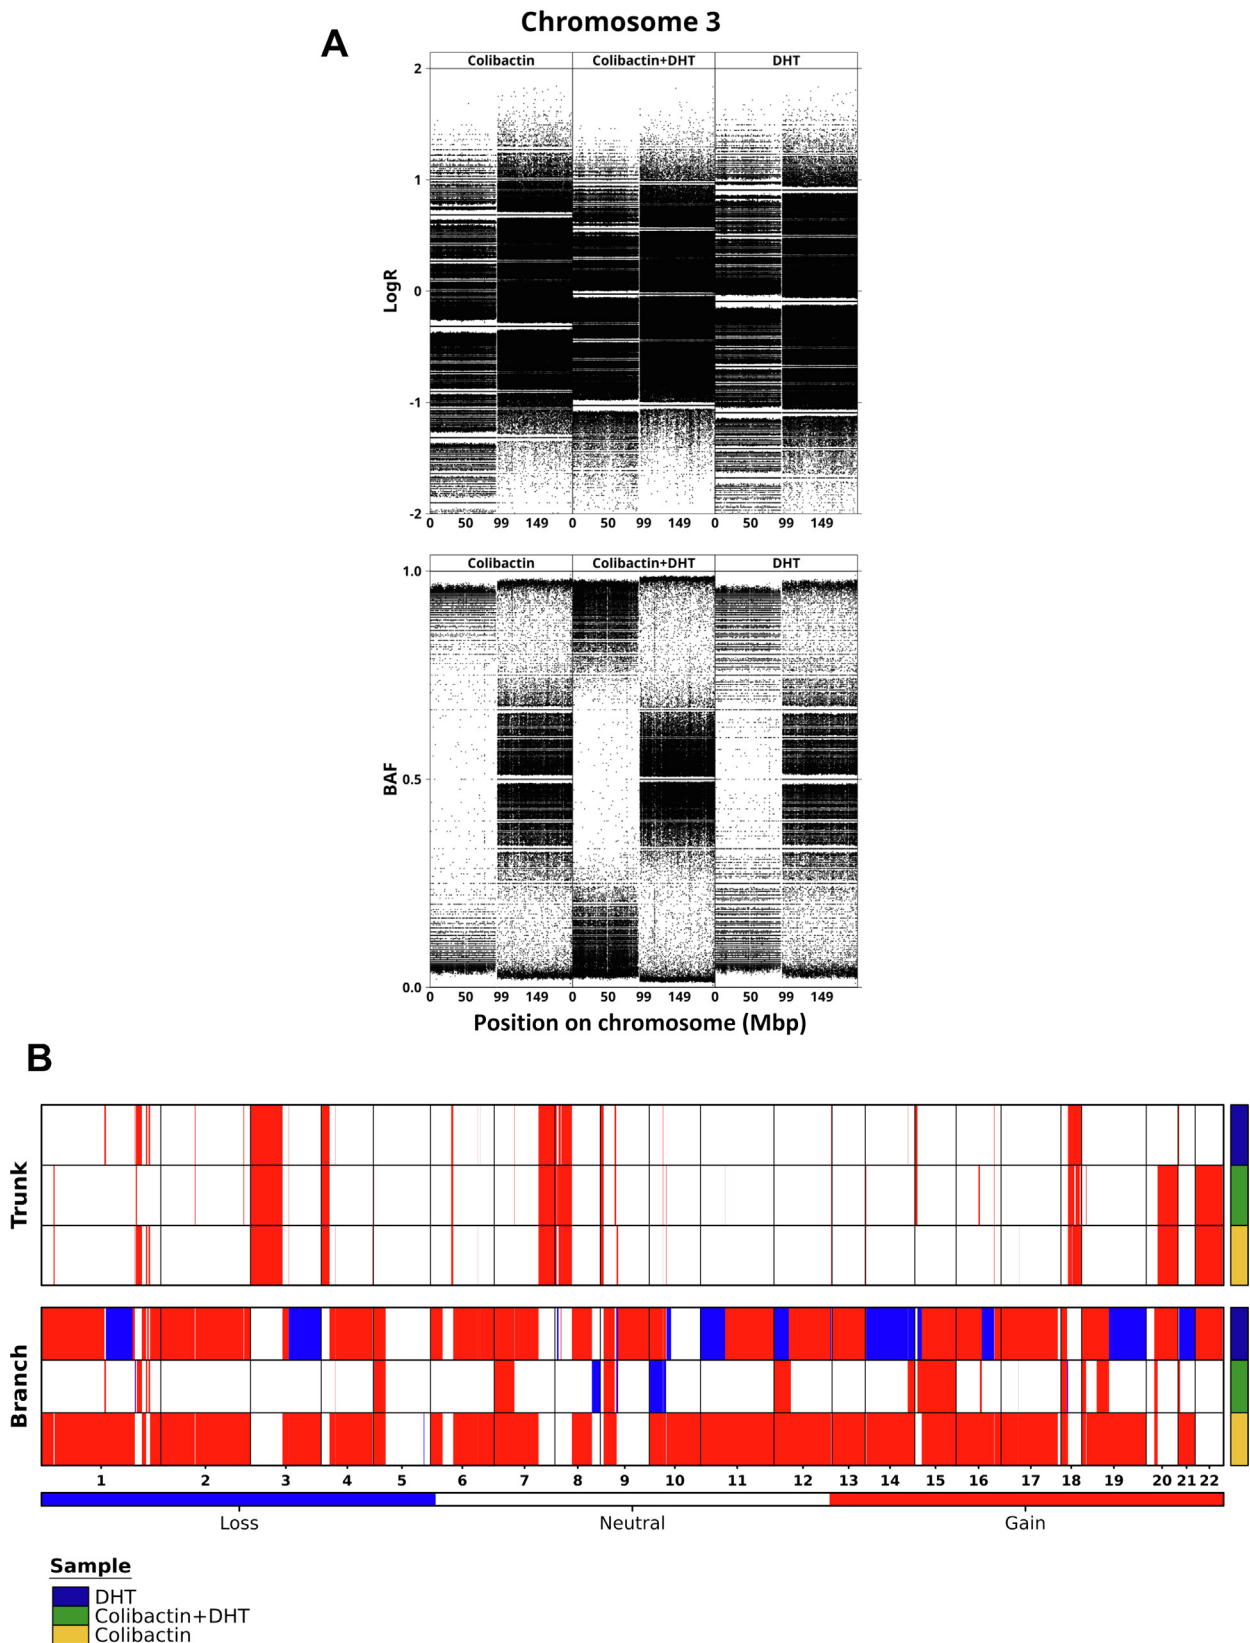 Chromosome 3
A
Colibactin Colibactin+DHT DHT
2
1
LogR
0
-1
-2
0 50 99 149 0 50 99 149 0 50 99 149
Colibactin Colibactin+DHT DHT
1.0
BAF
0.5
0.0
0 50 99 149 0 50 99 149 0 50 99 149
Position on chromosome (Mbp)
B
Trunk
Branch
1 2 3 4 5 6 7 8 9 10 11 12 13 14 15 16 17 18 19 20 21 22
Loss Neutral Gain
Sample
DHT
Colibactin+DHT
Colibactin